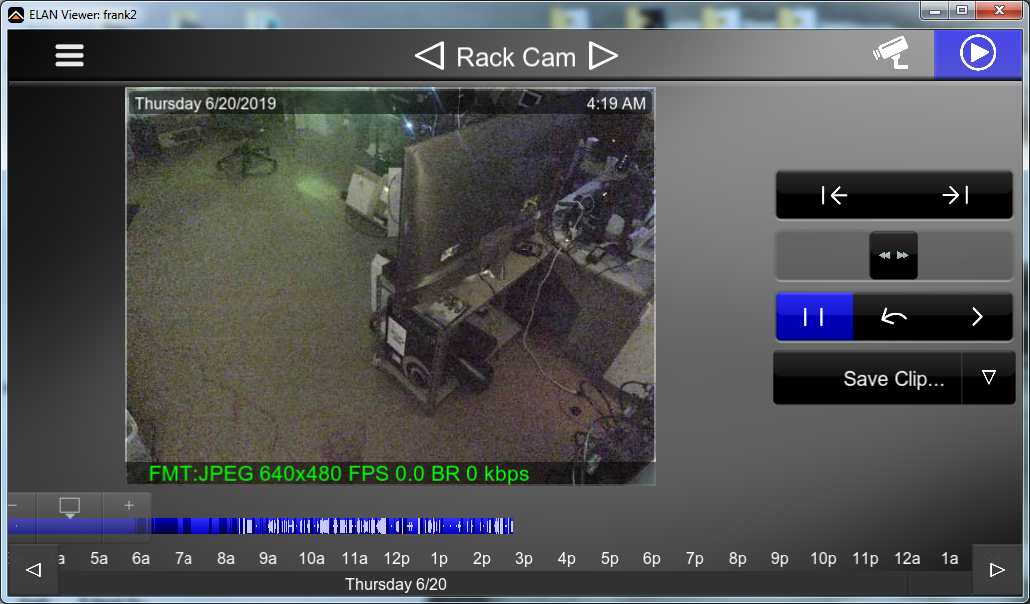 ELAN Viewer: frank2
Rack Cam
Thursday 6/20/2019 4:19 AM
Save Clip...
FMT:JPEG 640x480 FPS 0.0 BR 0 kbps
a 5a 6a 7a 8a 9a 10a 11a 12p 1p 2p 3p 4p 5p 6p 7p 8p 9p 10p 11p 12a 1a
Thursday 6/20